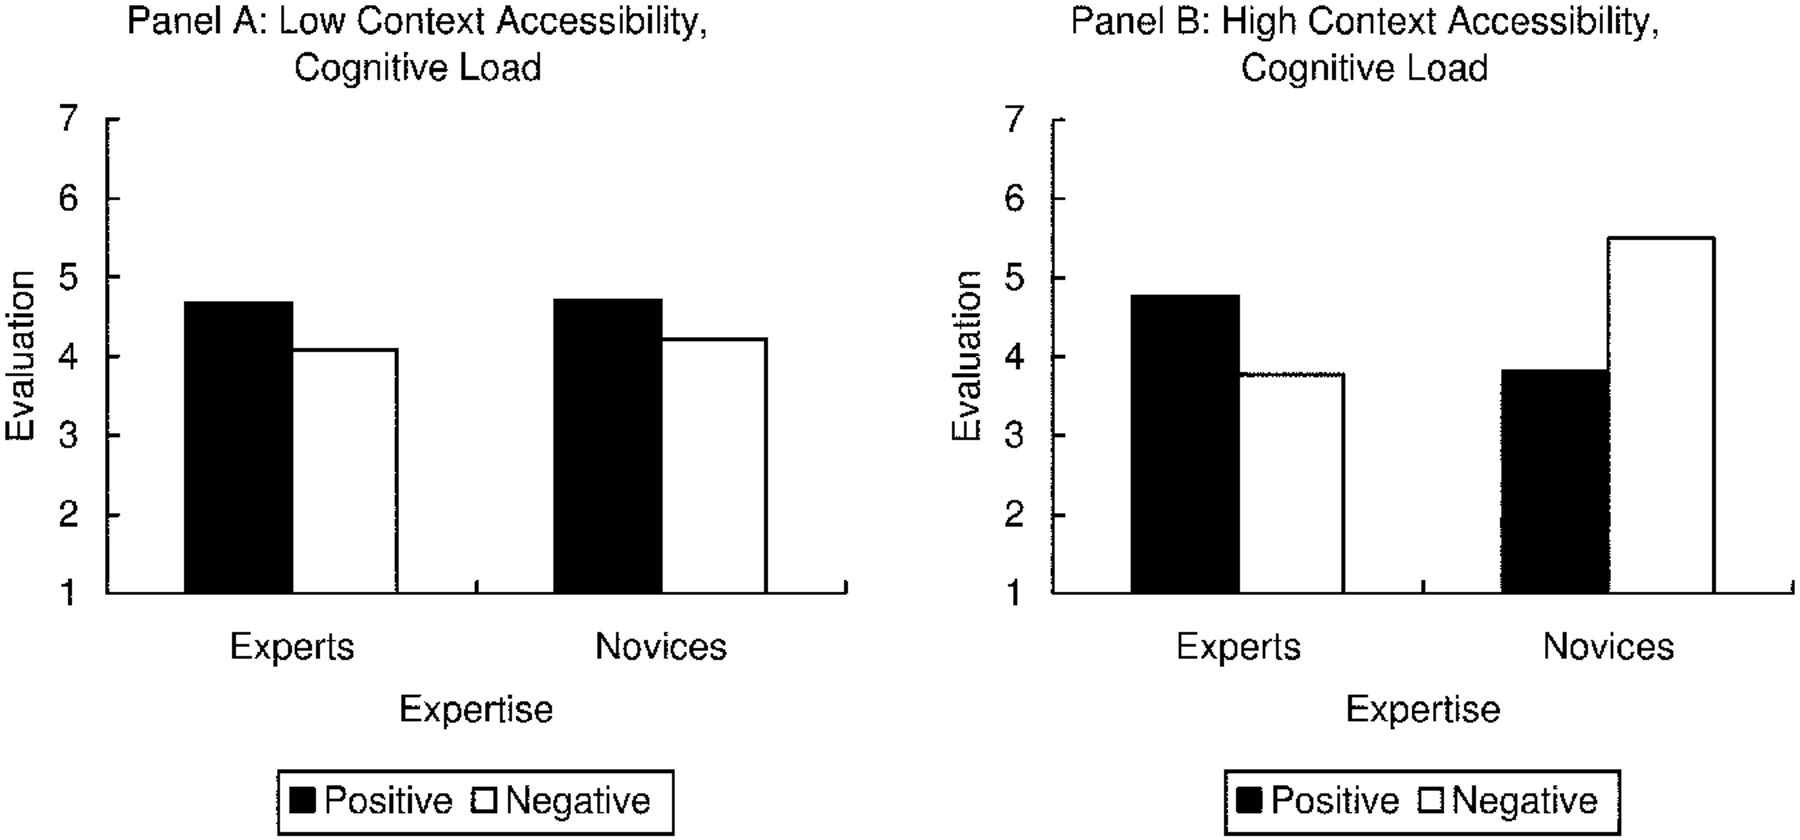 Panel A: Low Context Accessibility,
Cognitive Load
7
6
5
4
3
2
1
Evaluation
Experts
Novices
Expertise
Positive
Negative
Panel B: High Context Accessibility,
Cognitive Load
7
6
5
4
3
2
1
Evaluation
Experts
Novices
Expertise
Positive
Negative